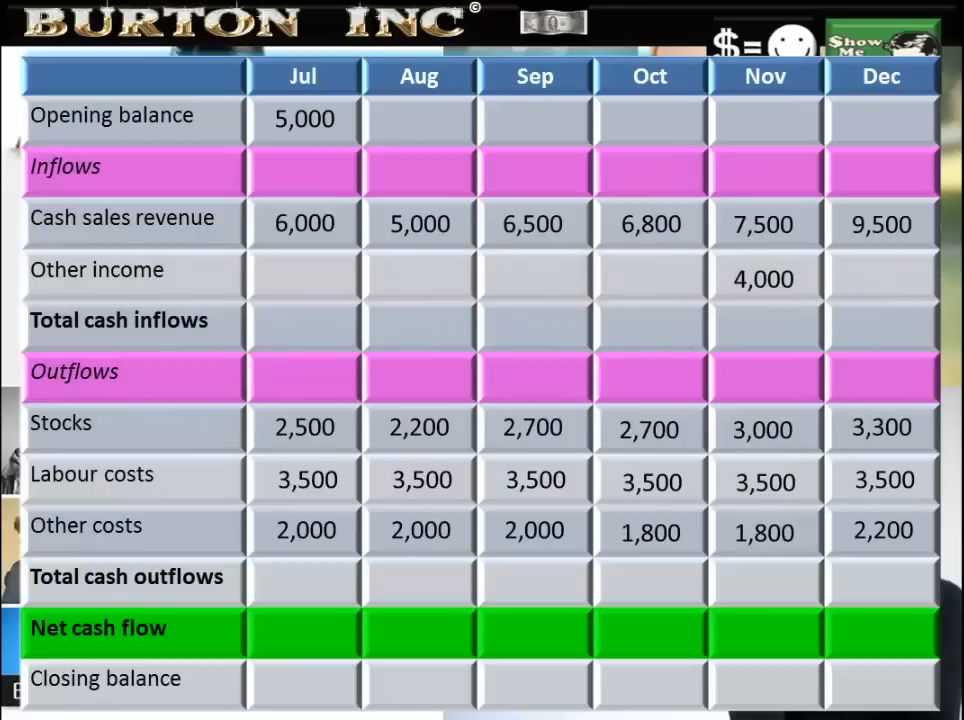 BURTON INC©
$=
Show
Me
Jul Aug Sep Oct Nov Dec
Opening balance 5,000
Inflows
Cash sales revenue 6,000 5,000 6,500 6,800 7,500 9,500
Other income 4,000
Total cash inflows
Outflows
Stocks 2,500 2,200 2,700 2,700 3,000 3,300
Labour costs 3,500 3,500 3,500 3,500 3,500 3,500
Other costs 2,000 2,000 2,000 1,800 1,800 2,200
Total cash outflows
Net cash flow
Closing balance